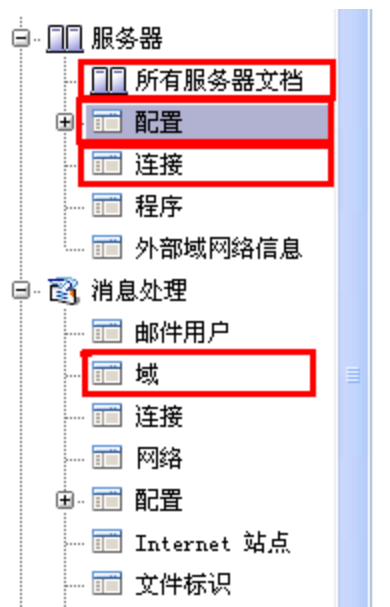 服务器
所有服务器文档
配置
连接
程序
外部域网络信息
消息处理
邮件用户
域
连接
网络
配置
Internet 站点
文件标识